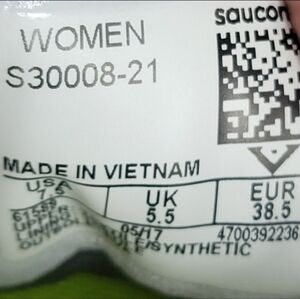 saucon
WOMEN
S30008-21
MADE IN VIETNAM
USA UK EUR
7.5 5.5 38.5
05/17 4700392236
/SYNTHETIC